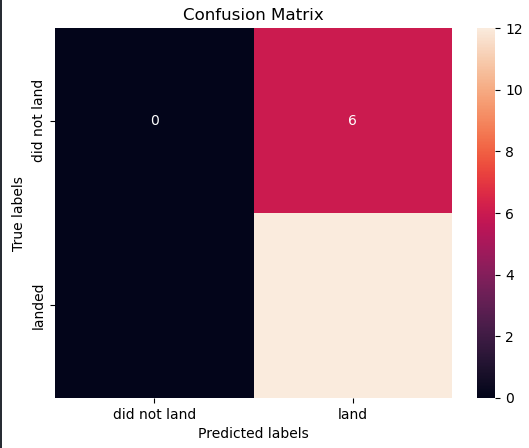 Confusion Matrix
True labels
did not land
landed
0
6
did not land
land
Predicted labels
12
10
8
6
4
2
0